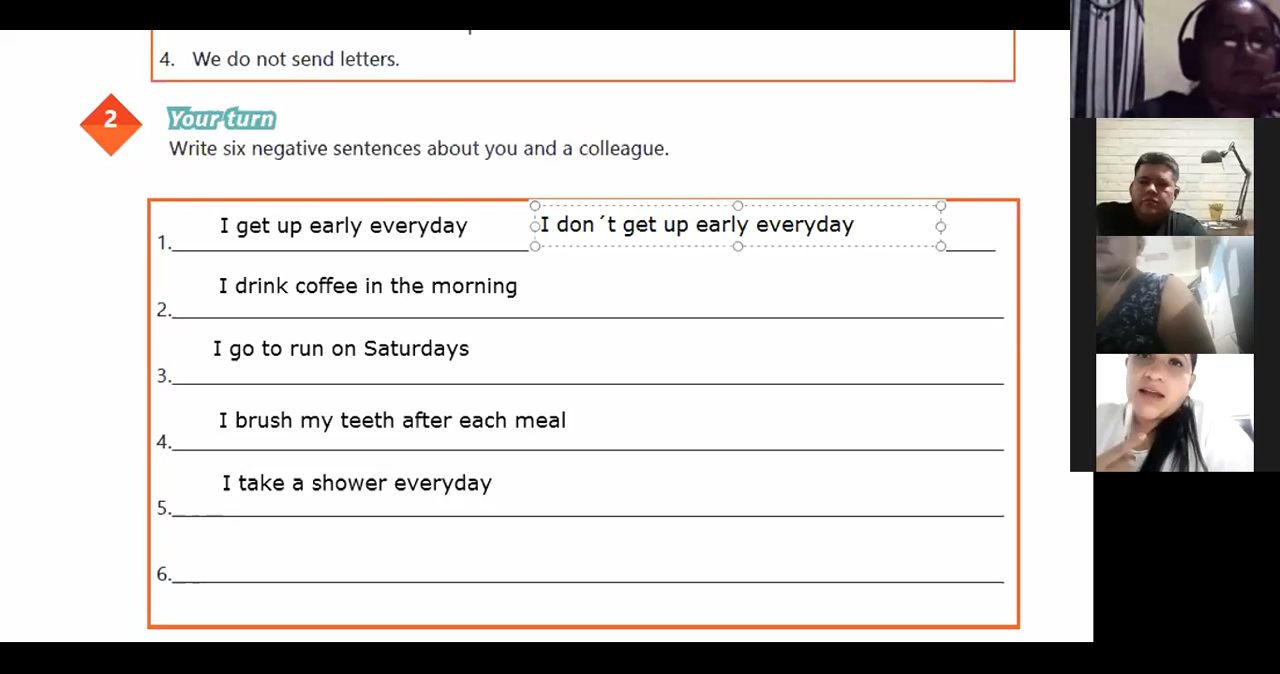 4. We do not send letters.
2 Your turn
Write six negative sentences about you and a colleague.
1. I get up early everyday I don´t get up early everyday
2. I drink coffee in the morning
3. I go to run on Saturdays
4. I brush my teeth after each meal
5. I take a shower everyday
6.